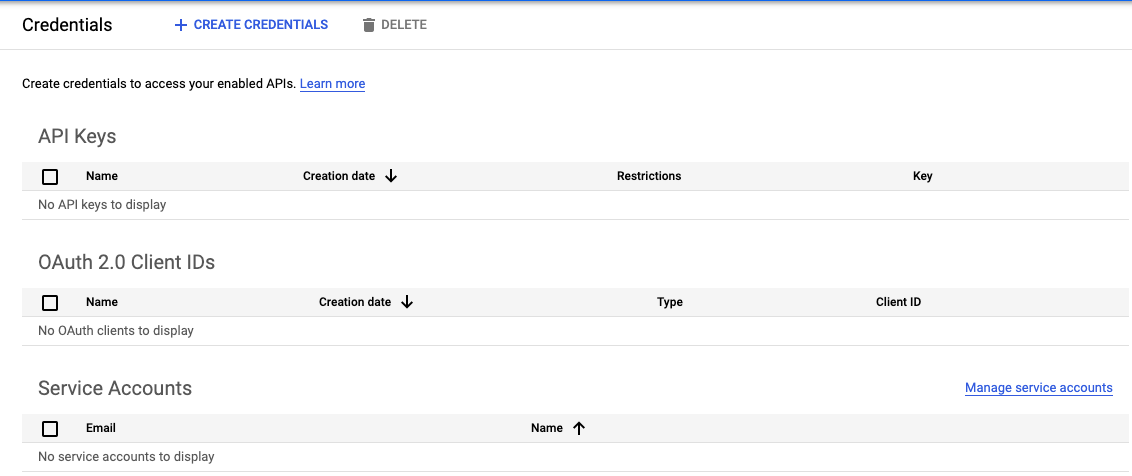 Credentials + CREATE CREDENTIALS DELETE
Create credentials to access your enabled APIs. Learn more
API Keys
Name Creation date Restrictions Key
No API keys to display
OAuth 2.0 Client IDs
Name Creation date Type Client ID
No OAuth clients to display
Service Accounts Manage service accounts
Email Name
No service accounts to display